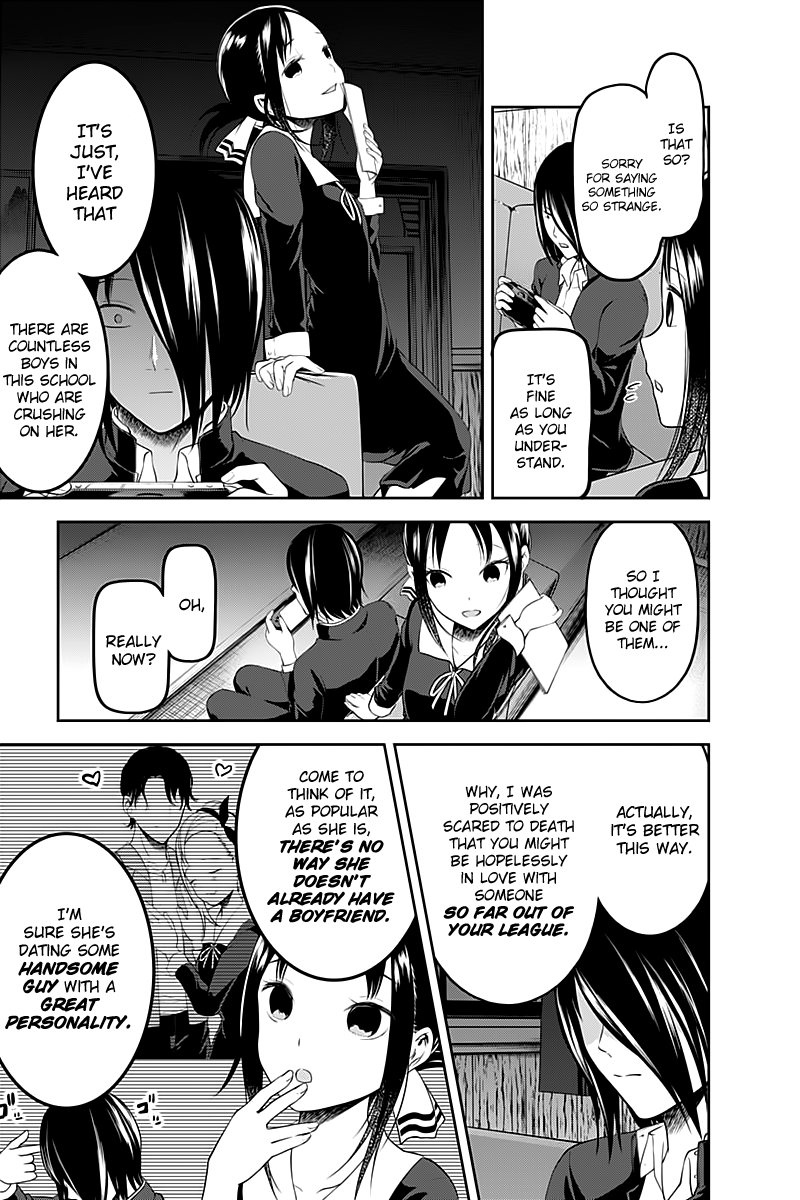 IS
THAT
SO?
SORRY
FOR SAYING
SOMETHING
SO STRANGE.
IT'S
FINE
AS LONG
AS YOU
UNDER-
STAND.
IT'S
JUST,
I'VE
HEARD
THAT
THERE ARE
COUNTLESS
BOYS IN
THIS SCHOOL
WHO ARE
CRUSHING
ON HER.
SO I
THOUGHT
YOU MIGHT
BE ONE OF
THEM...
OH,
REALLY
NOW?
ACTUALLY,
IT'S BETTER
THIS WAY.
WHY, I WAS
POSITIVELY
SCARED TO DEATH
THAT YOU MIGHT
BE HOPELESSLY
IN LOVE WITH
SOMEONE
SO FAR OUT OF
YOUR LEAGUE.
COME TO
THINK OF IT,
AS POPULAR
AS SHE IS,
THERE'S NO
WAY SHE
DOESN'T
ALREADY HAVE
A BOYFRIEND.
I'M
SURE SHE'S
DATING SOME
HANDSOME
GUY WITH A
GREAT
PERSONALITY.
ゴゴ
ゴゴ